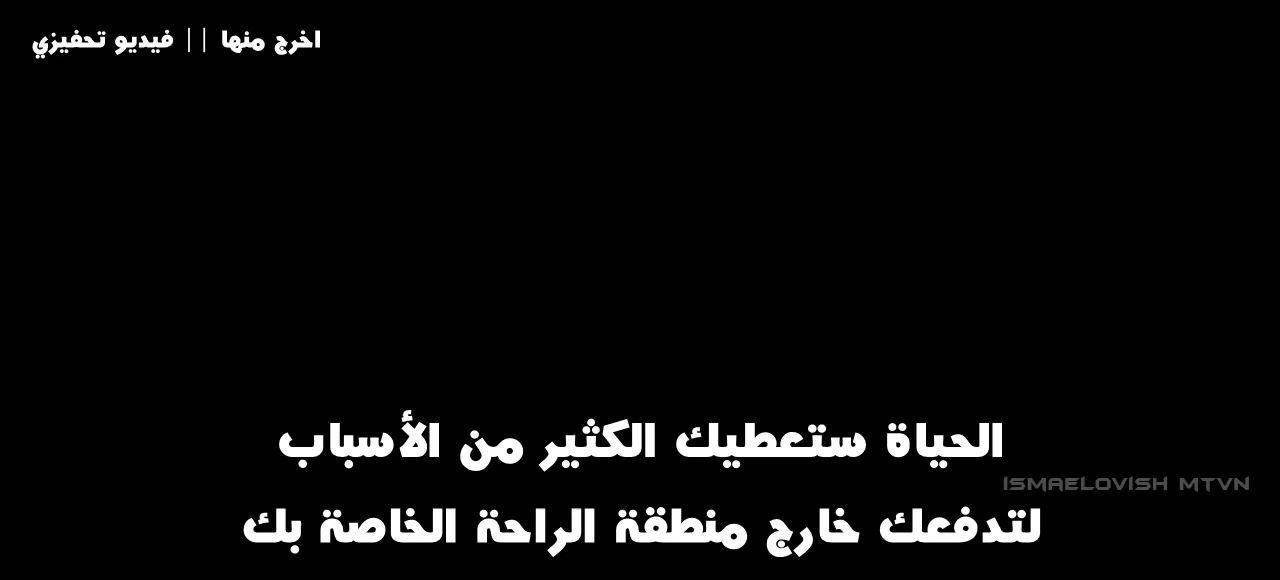 اخرج منها || فيديو تحفيزي
الحياة ستعطيك الكثير من الأسباب
ISMAELOVISH MTVN
لتدفعك خارج منطقة الراحة الخاصة بك